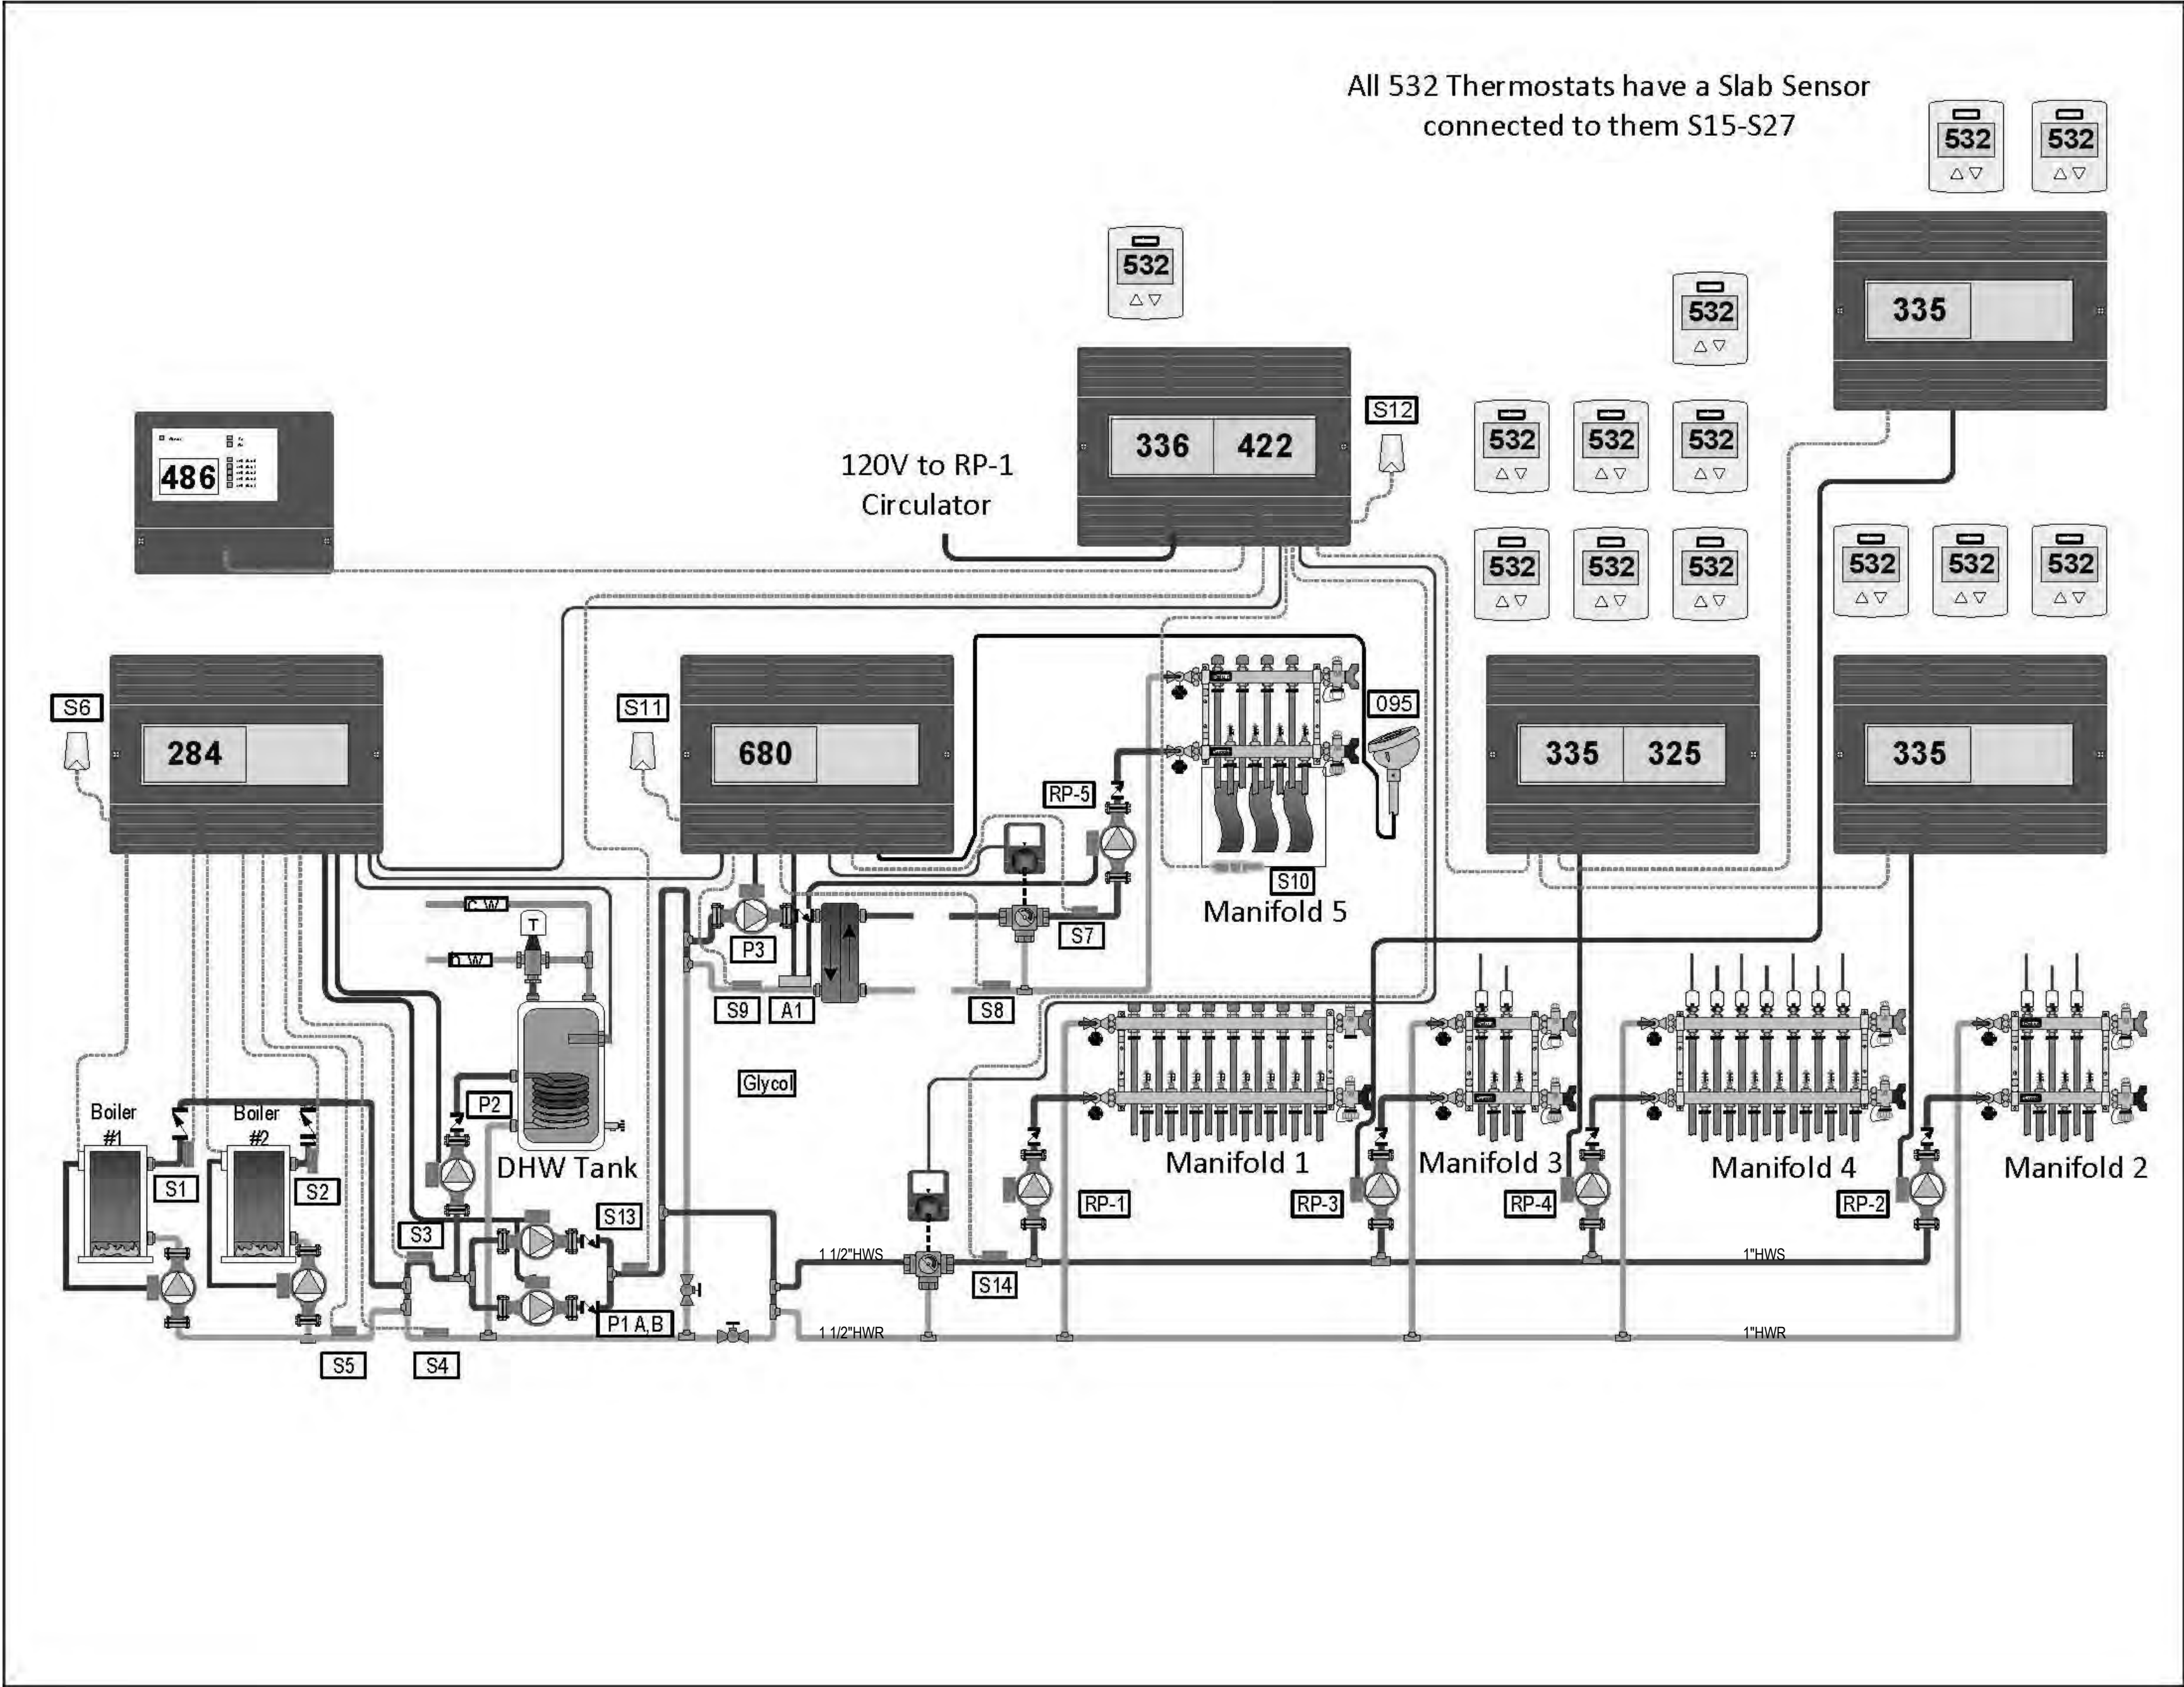 All 532 Thermostats have a Slab Sensor
connected to them S15-S27
532
532
532
532
335
486
120V to RP-1
Circulator
336
422
S12
532
532
532
532
532
532
532
532
532
S6
284
S11
680
RP-5
095
335
325
335
S10
Manifold 5
C W
T
P3
S7
D W
S9
A1
S8
Glycol
Boiler
#1
Boiler
#2
P2
DHW Tank
Manifold 1
Manifold 3
Manifold 4
Manifold 2
S1
S2
S3
S13
RP-1
RP-3
RP-4
RP-2
1 1/2"HWS
1"HWS
S14
P1 A,B
1 1/2"HWR
1"HWR
S5
S4